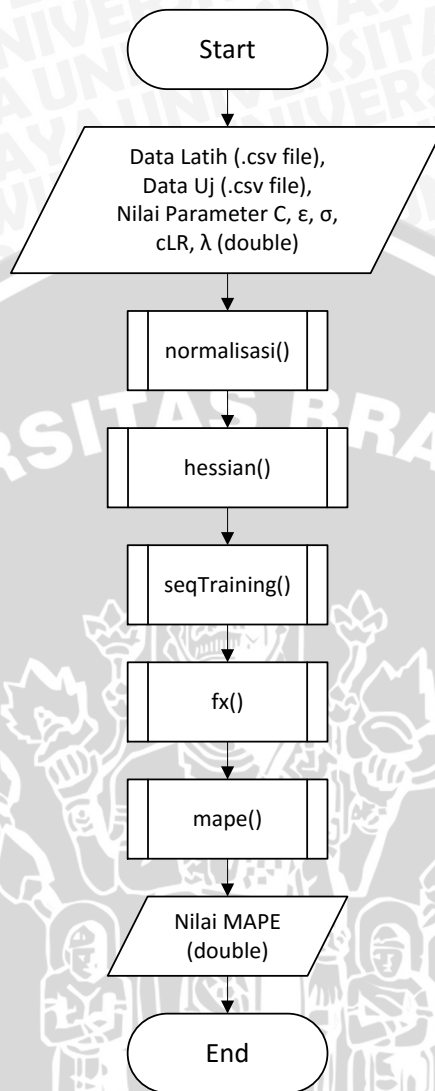 Start
Data Latih (.csv file),
Data Uj (.csv file),
Nilai Parameter C, ε, σ,
cLR, λ (double)
normalisasi()
hessian()
seqTraining()
fx()
mape()
Nilai MAPE
(double)
End